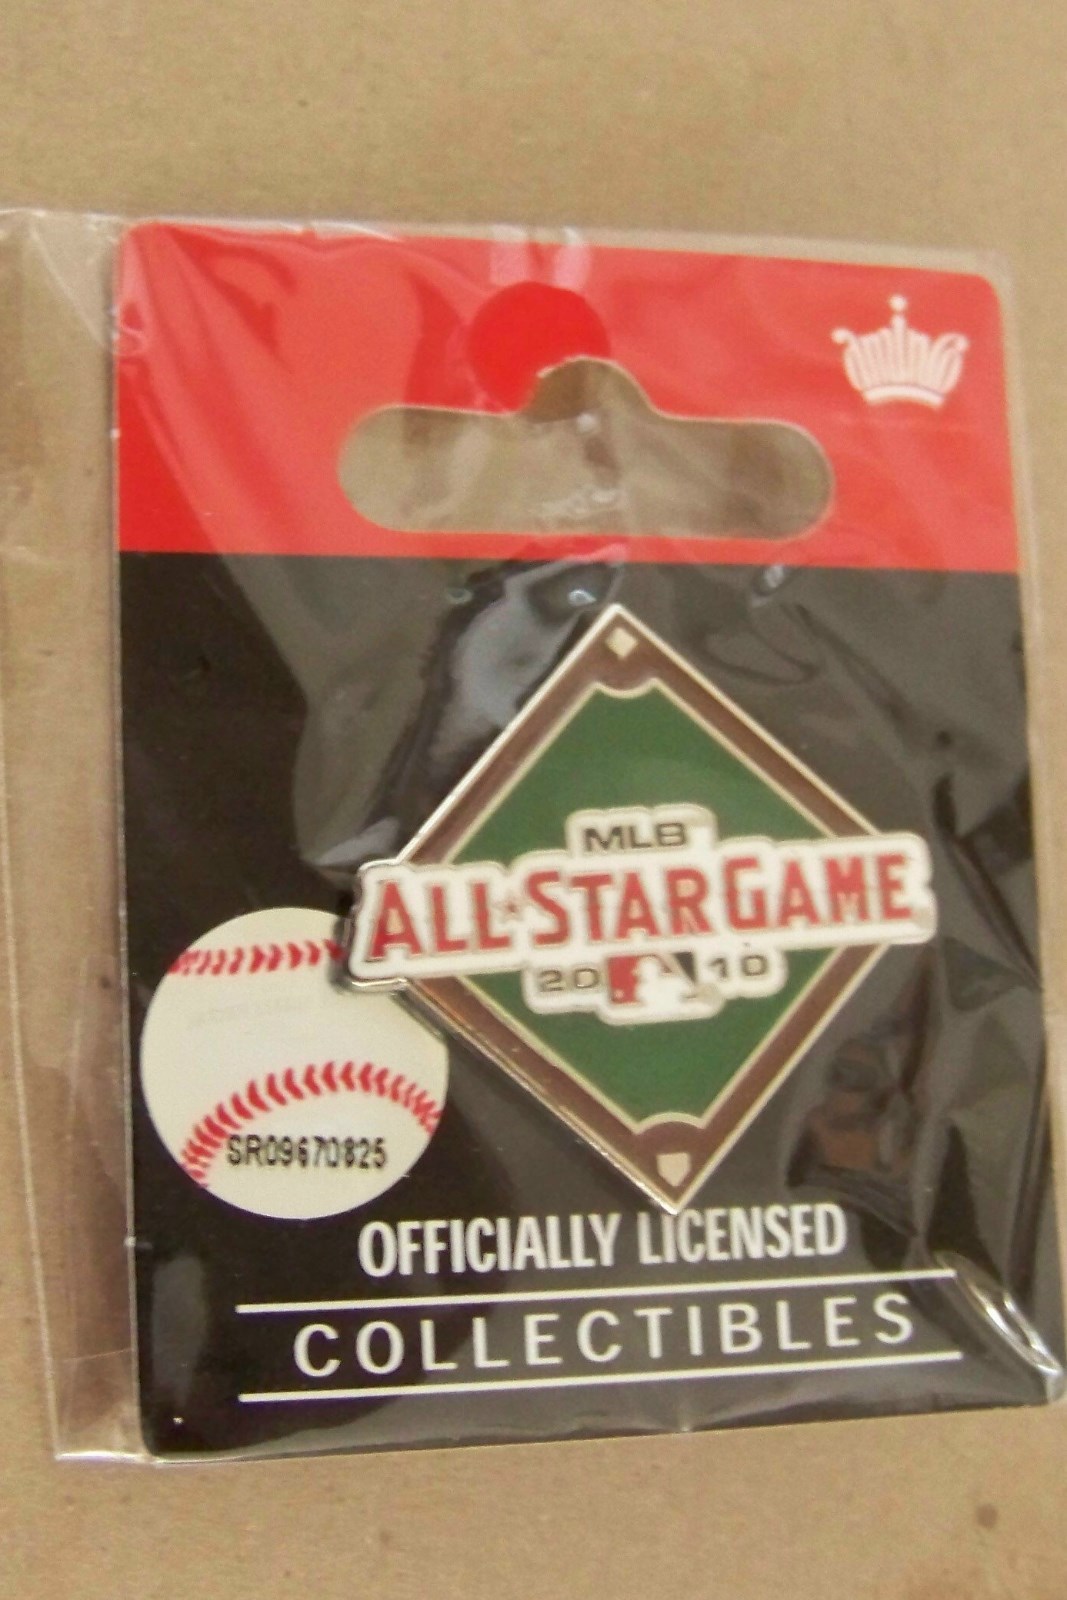 MLB
ALL★STAR GAME
20 10
SR09670825
OFFICIALLY LICENSED
COLLECTIBLES